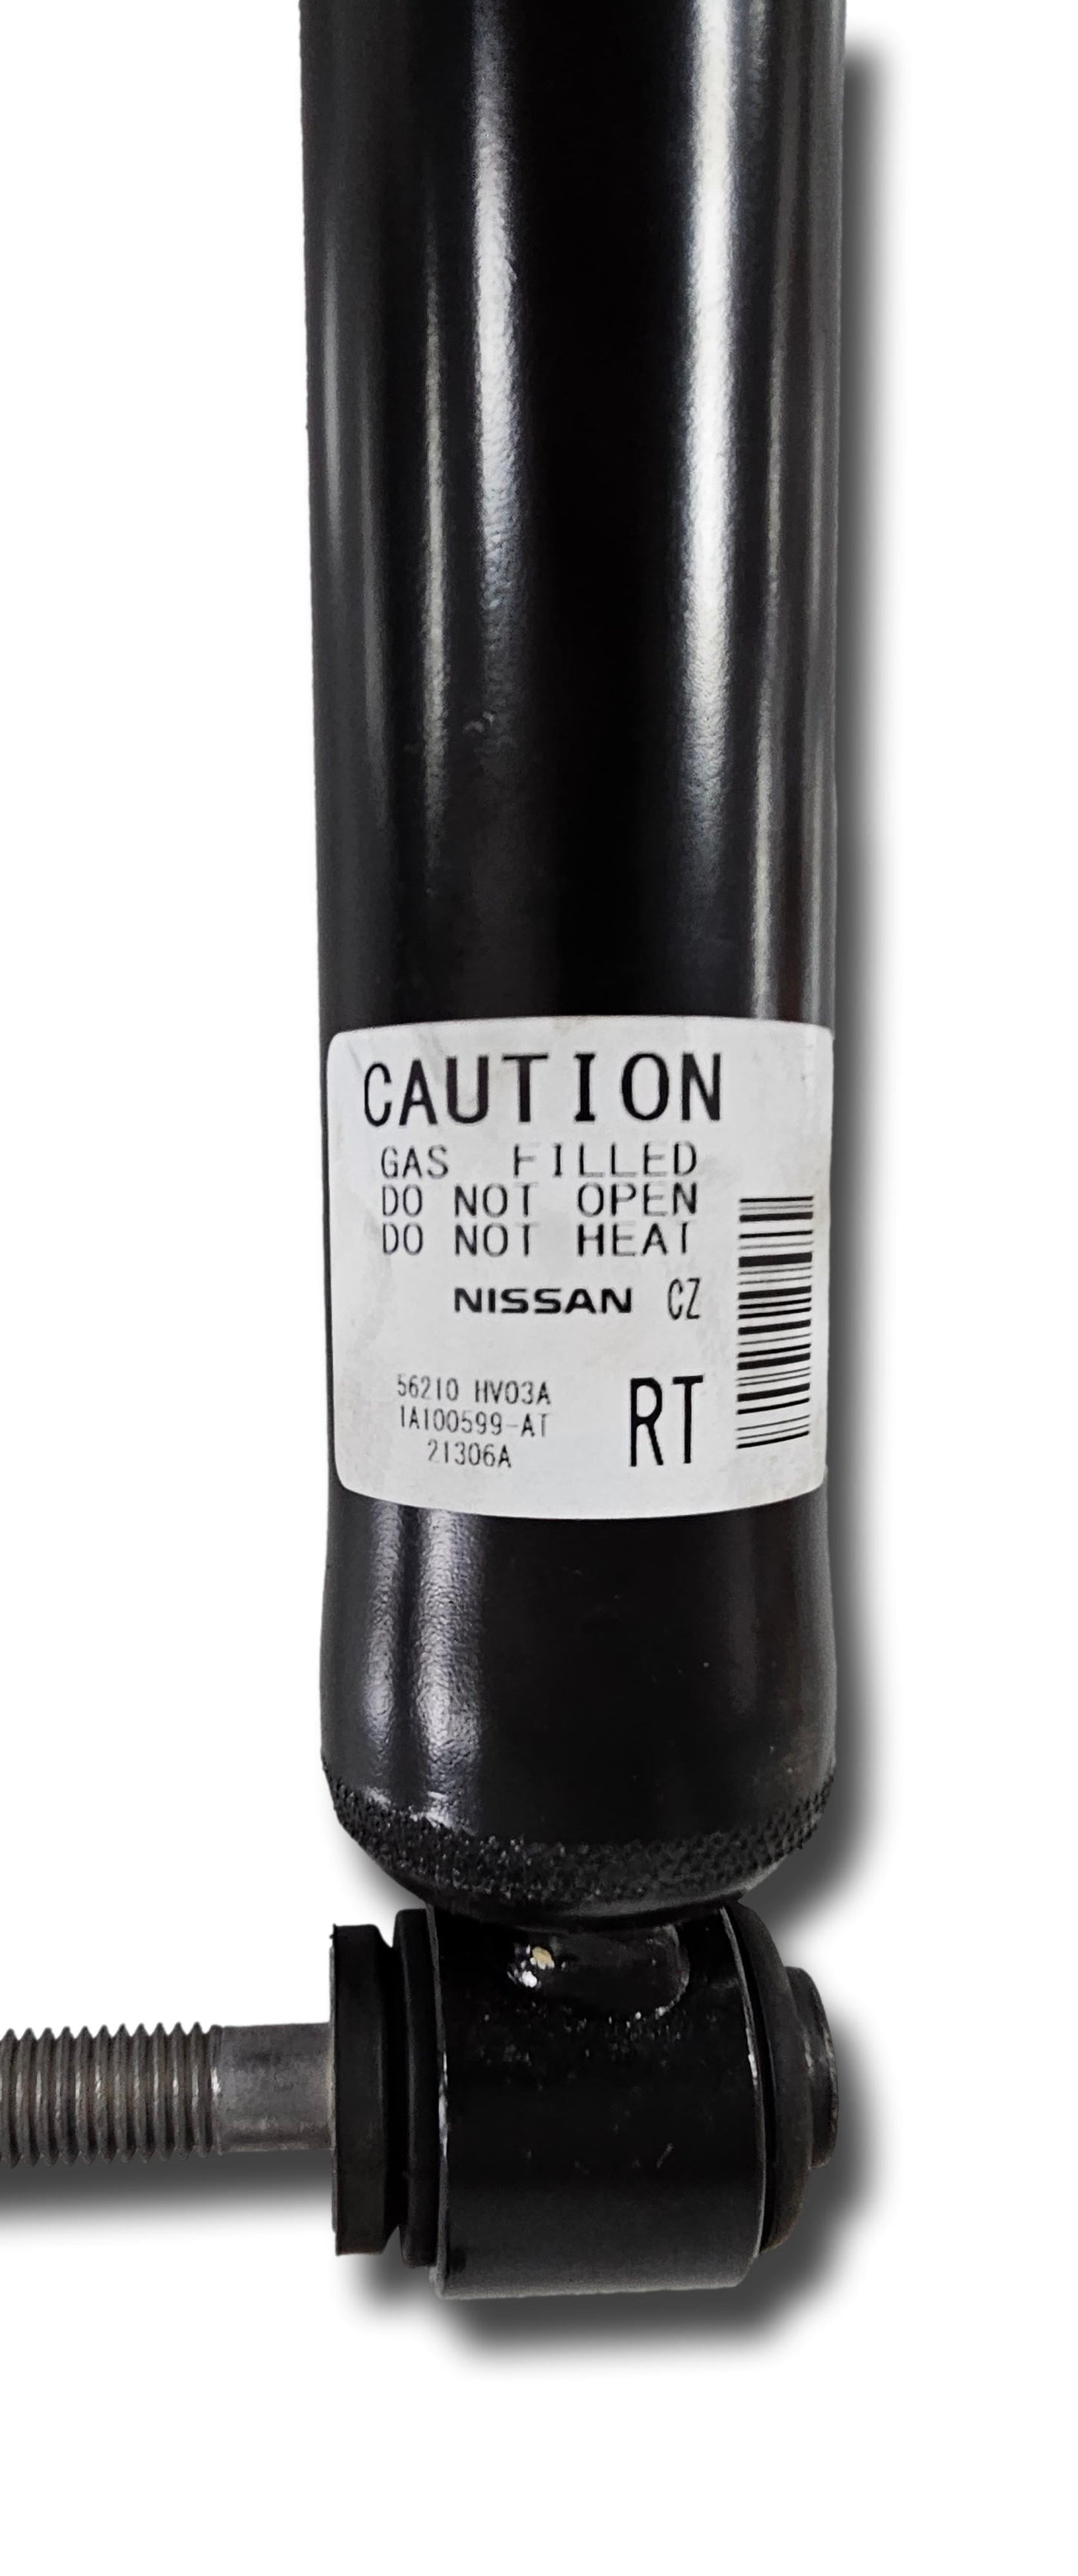 CAUTION
GAS FILLED
DO NOT OPEN
DO NOT HEAT
NISSAN CZ
56210 HV03A
1A100599-AT
21306A
RT